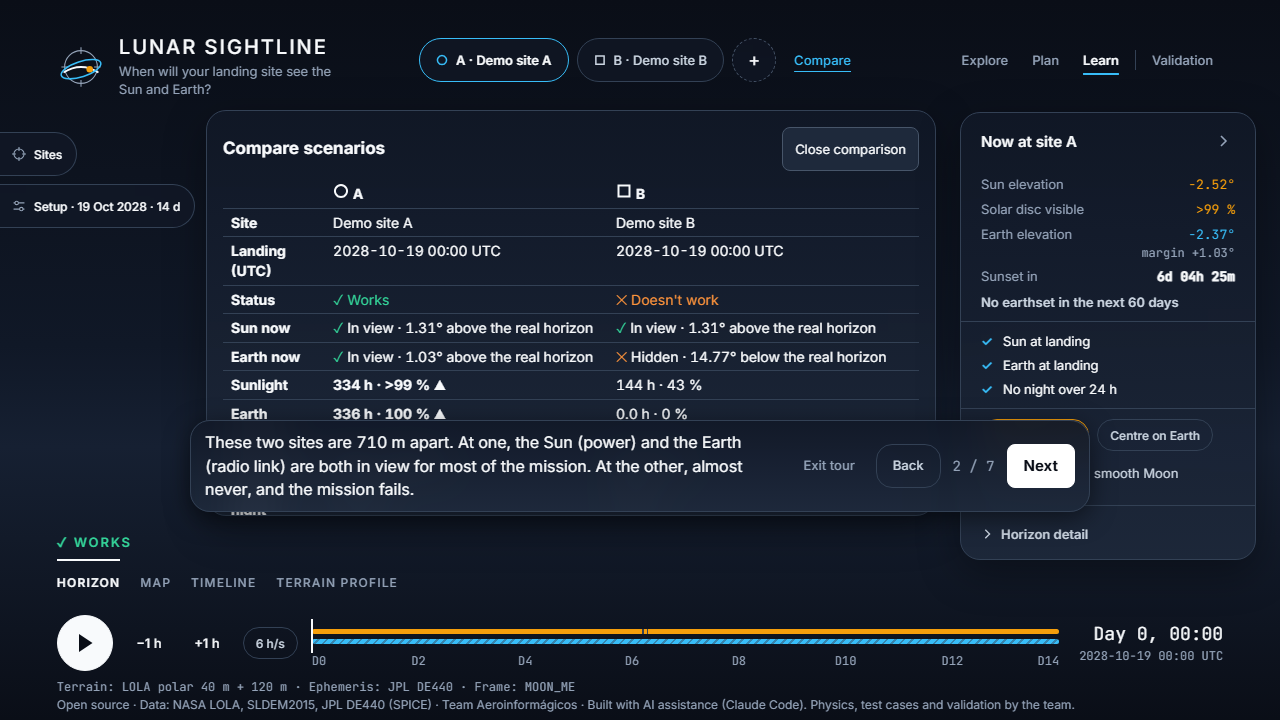 LUNAR SIGHTLINE
When will your landing site see the
Sun and Earth?
A · Demo site A
B · Demo site B
+
Compare
Explore
Plan
Learn
Validation
Sites
Setup · 19 Oct 2028 · 14 d
Compare scenarios
Close comparison
A
B
Site
Demo site A
Demo site B
Landing
(UTC)
2028-10-19 00:00 UTC
2028-10-19 00:00 UTC
Status
✓ Works
✕ Doesn't work
Sun now
✓ In view · 1.31° above the real horizon
✓ In view · 1.31° above the real horizon
Earth now
✓ In view · 1.03° above the real horizon
✕ Hidden · 14.77° below the real horizon
Sunlight
334 h · >99 % ▲
144 h · 43 %
Earth
336 h · 100 % ▲
0.0 h · 0 %
These two sites are 710 m apart. At one, the Sun (power) and the Earth
(radio link) are both in view for most of the mission. At the other, almost
never, and the mission fails.
Exit tour
Back
2 / 7
Next
Now at site A
Sun elevation
-2.52°
Solar disc visible
>99 %
Earth elevation
-2.37°
margin +1.03°
Sunset in
6d 04h 25m
No earthset in the next 60 days
Sun at landing
Earth at landing
No night over 24 h
Centre on Earth
smooth Moon
Horizon detail
✓ WORKS
HORIZON
MAP
TIMELINE
TERRAIN PROFILE
−1 h
+1 h
6 h/s
D0
D2
D4
D6
D8
D10
D12
D14
Day 0, 00:00
2028-10-19 00:00 UTC
Terrain: LOLA polar 40 m + 120 m · Ephemeris: JPL DE440 · Frame: MOON_ME
Open source · Data: NASA LOLA, SLDEM2015, JPL DE440 (SPICE) · Team Aeroinformágicos · Built with AI assistance (Claude Code). Physics, test cases and validation by the team.